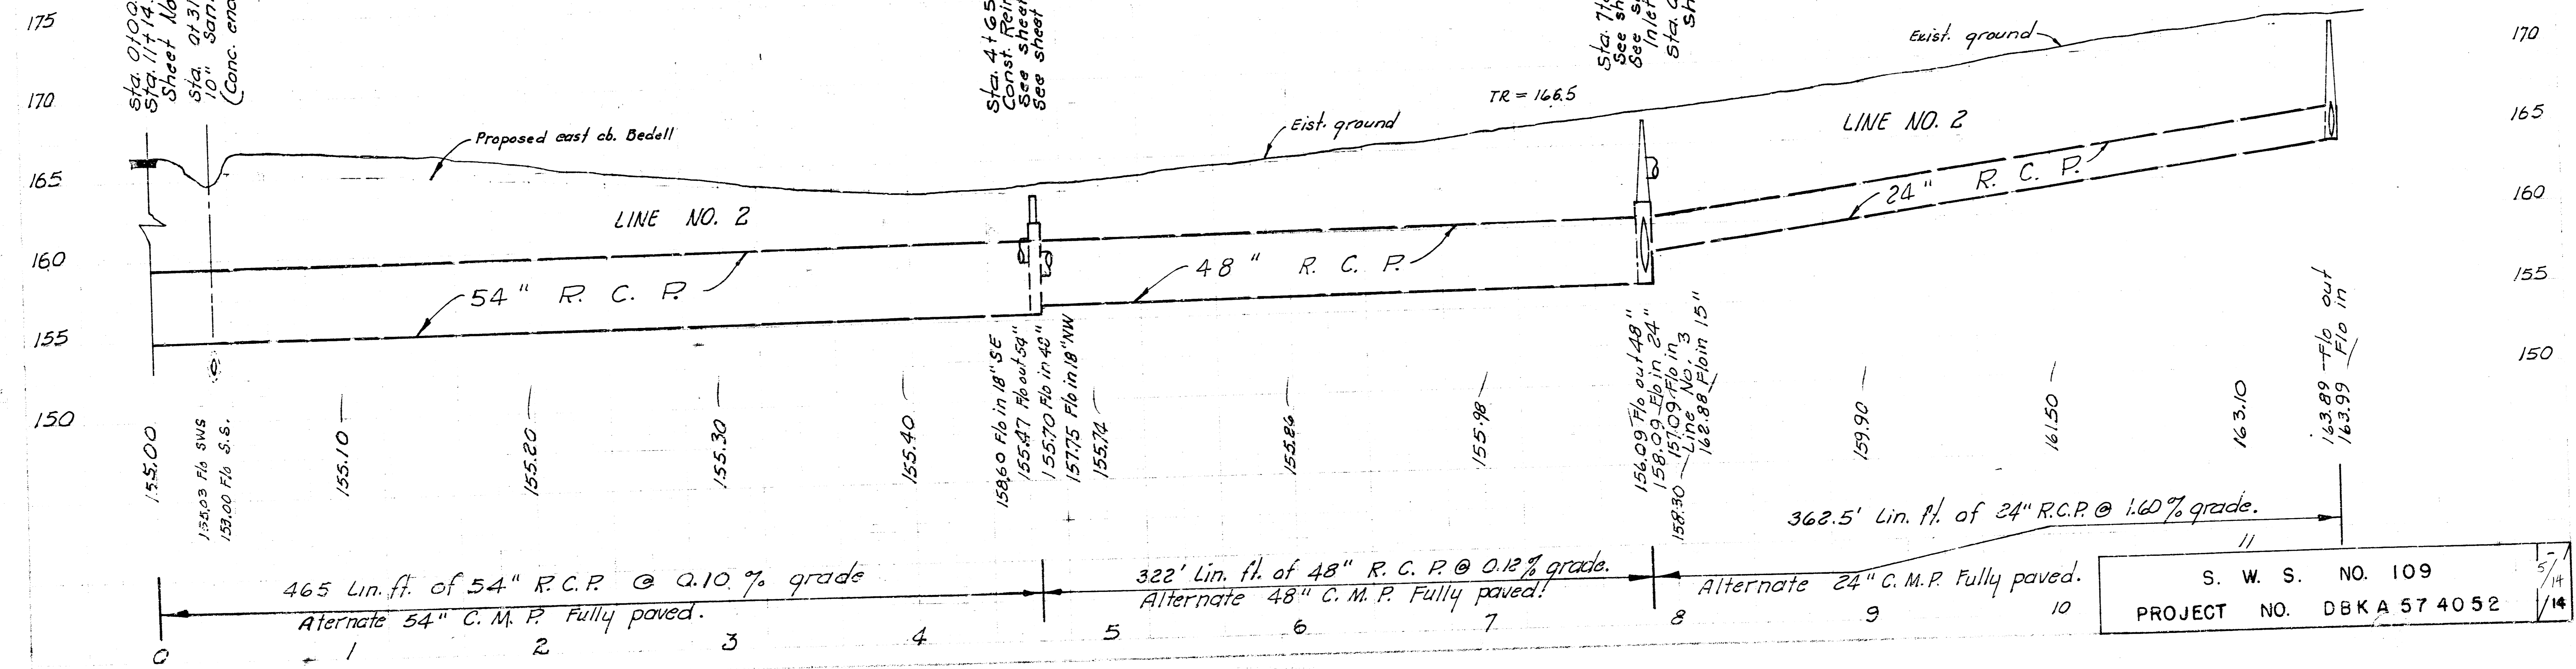 175
170
165
160
155
150
170
165
160
155
150
Sta. 0+00
Sta. 11+14
Sheet No
Sta. 0+31
10" San.
(Conc. enc
Sta. 4+65
Const. Rein
See sheet
See sheet
Sta. 7+
See sh
See s
Inlet
Sta.
Sh
Proposed east cb. Bedell
Eist. ground
TR = 166.5
Exist. ground
LINE NO. 2
LINE NO. 2
54" R. C. P.
48" R. C. P.
24" R. C. P.
155.00
155.03 Flo SWS
153.00 Flo S.S.
155.10
155.20
155.30
155.40
158.60 Flo in 18" SE
155.47 Flo out 54"
155.70 Flo in 48"
157.75 Flo in 18" NW
155.74
155.86
155.98
156.09 Flo out 48"
158.09 Flo in 24"
157.09 Flo in
Line No. 3
162.88 Flo in 15"
158.30
159.90
161.50
163.10
163.89 Flo out
163.99 Flo in
465 Lin. ft. of 54" R.C.P. @ 0.10 % grade
Aternate 54" C. M. P. Fully paved.
322' Lin. ft. of 48" R. C. P. @ 0.12 % grade.
Alternate 48" C. M. P. Fully paved.
362.5' Lin. ft. of 24" R.C.P. @ 1.60 % grade.
Alternate 24" C. M. P. Fully paved.
0 1 2 3 4 5 6 7 8 9 10 11
S. W. S. NO. 109
PROJECT NO. DBKA 574052
5/14
/14